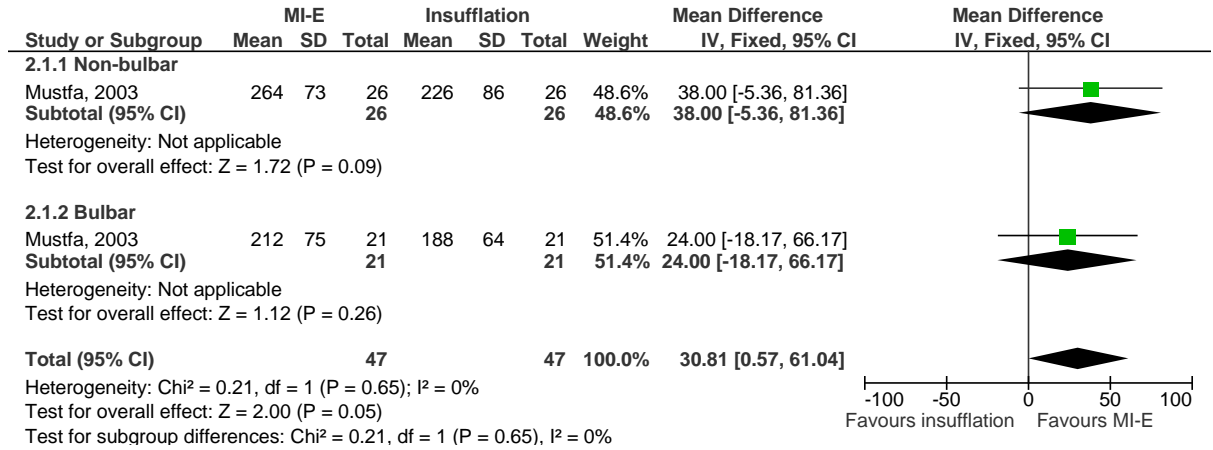 MI-E Insufflation Mean Difference Mean Difference
Study or Subgroup Mean SD Total Mean SD Total Weight IV, Fixed, 95% CI IV, Fixed, 95% CI
2.1.1 Non-bulbar
Mustfa, 2003 264 73 26 226 86 26 48.6% 38.00 [-5.36, 81.36]
Subtotal (95% CI) 26 26 48.6% 38.00 [-5.36, 81.36]
Heterogeneity: Not applicable
Test for overall effect: Z = 1.72 (P = 0.09)
2.1.2 Bulbar
Mustfa, 2003 212 75 21 188 64 21 51.4% 24.00 [-18.17, 66.17]
Subtotal (95% CI) 21 21 51.4% 24.00 [-18.17, 66.17]
Heterogeneity: Not applicable
Test for overall effect: Z = 1.12 (P = 0.26)
Total (95% CI) 47 47 100.0% 30.81 [0.57, 61.04]
Heterogeneity: Chi² = 0.21, df = 1 (P = 0.65); I² = 0%
Test for overall effect: Z = 2.00 (P = 0.05)
Test for subgroup differences: Chi² = 0.21, df = 1 (P = 0.65), I² = 0%
-100 -50 0 50 100
Favours insufflation Favours MI-E